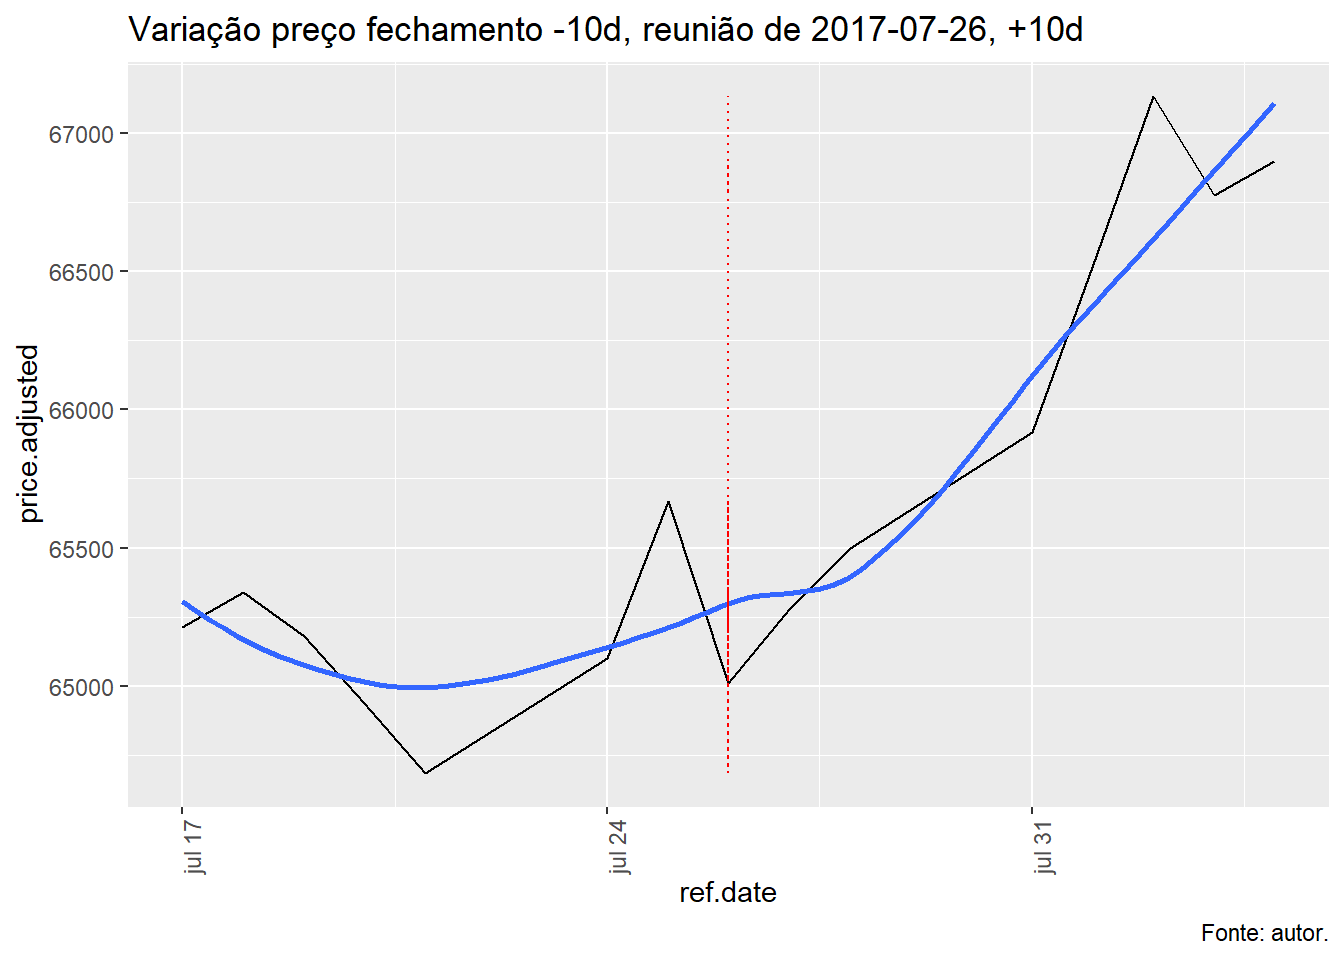 Variação preço fechamento -10d, reunião de 2017-07-26, +10d
67000
66500
66000
65500
65000
price.adjusted
jul 17
jul 24
jul 31
ref.date
Fonte: autor.